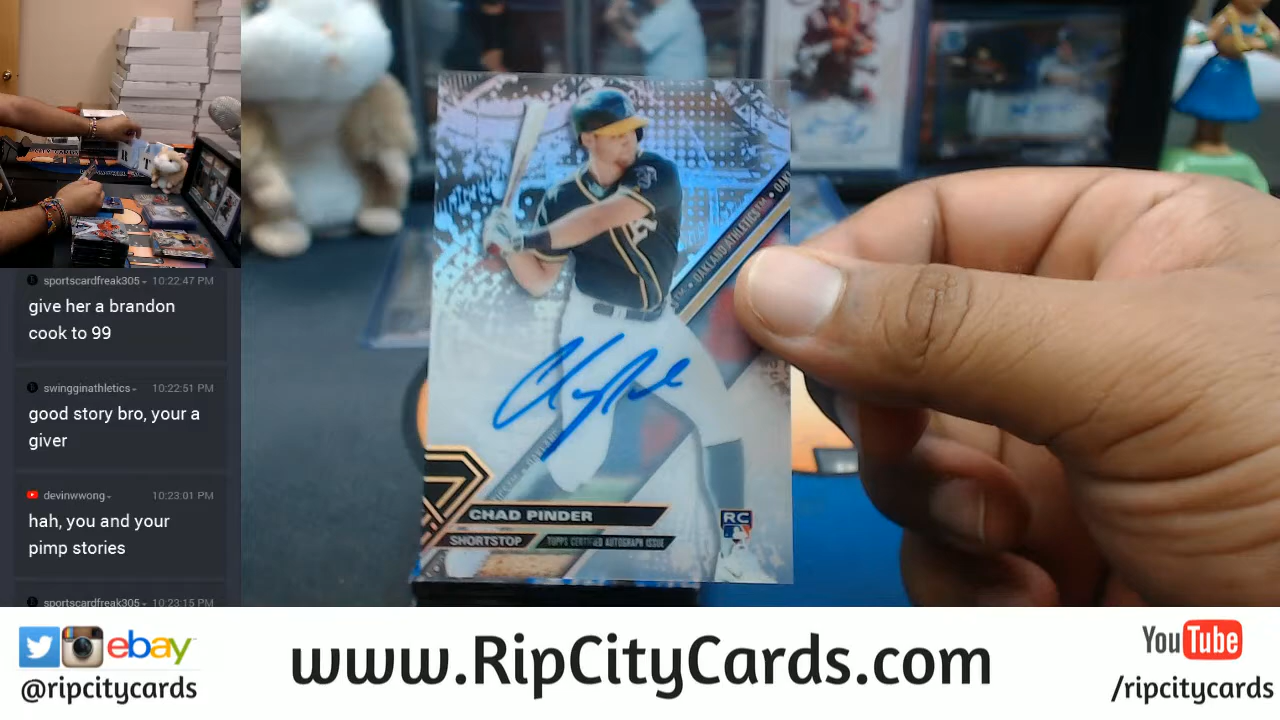 sportscardfreak305 10:22:47 PM
give her a brandon
cook to 99
swingginathletics 10:22:51 PM
good story bro, your a
giver
devinwwong 10:23:01 PM
hah, you and your
pimp stories
sportscardfreak305 10:23:15 PM
OAKLAND ATHLETICS™
CHAD PINDER
SHORTSTOP
TOPPS CERTIFIED AUTOGRAPH ISSUE
RC
ebay
@ripcitycards
www.RipCityCards.com
YouTube
/ripcitycards